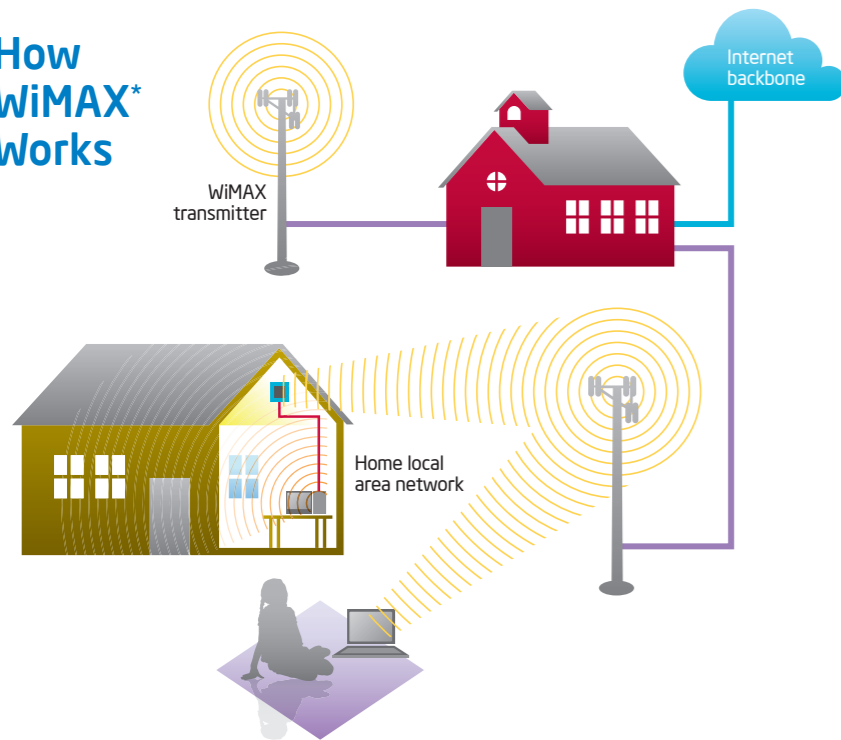 How
WiMAX*
Works
Internet
backbone
WiMAX
transmitter
Home local
area network